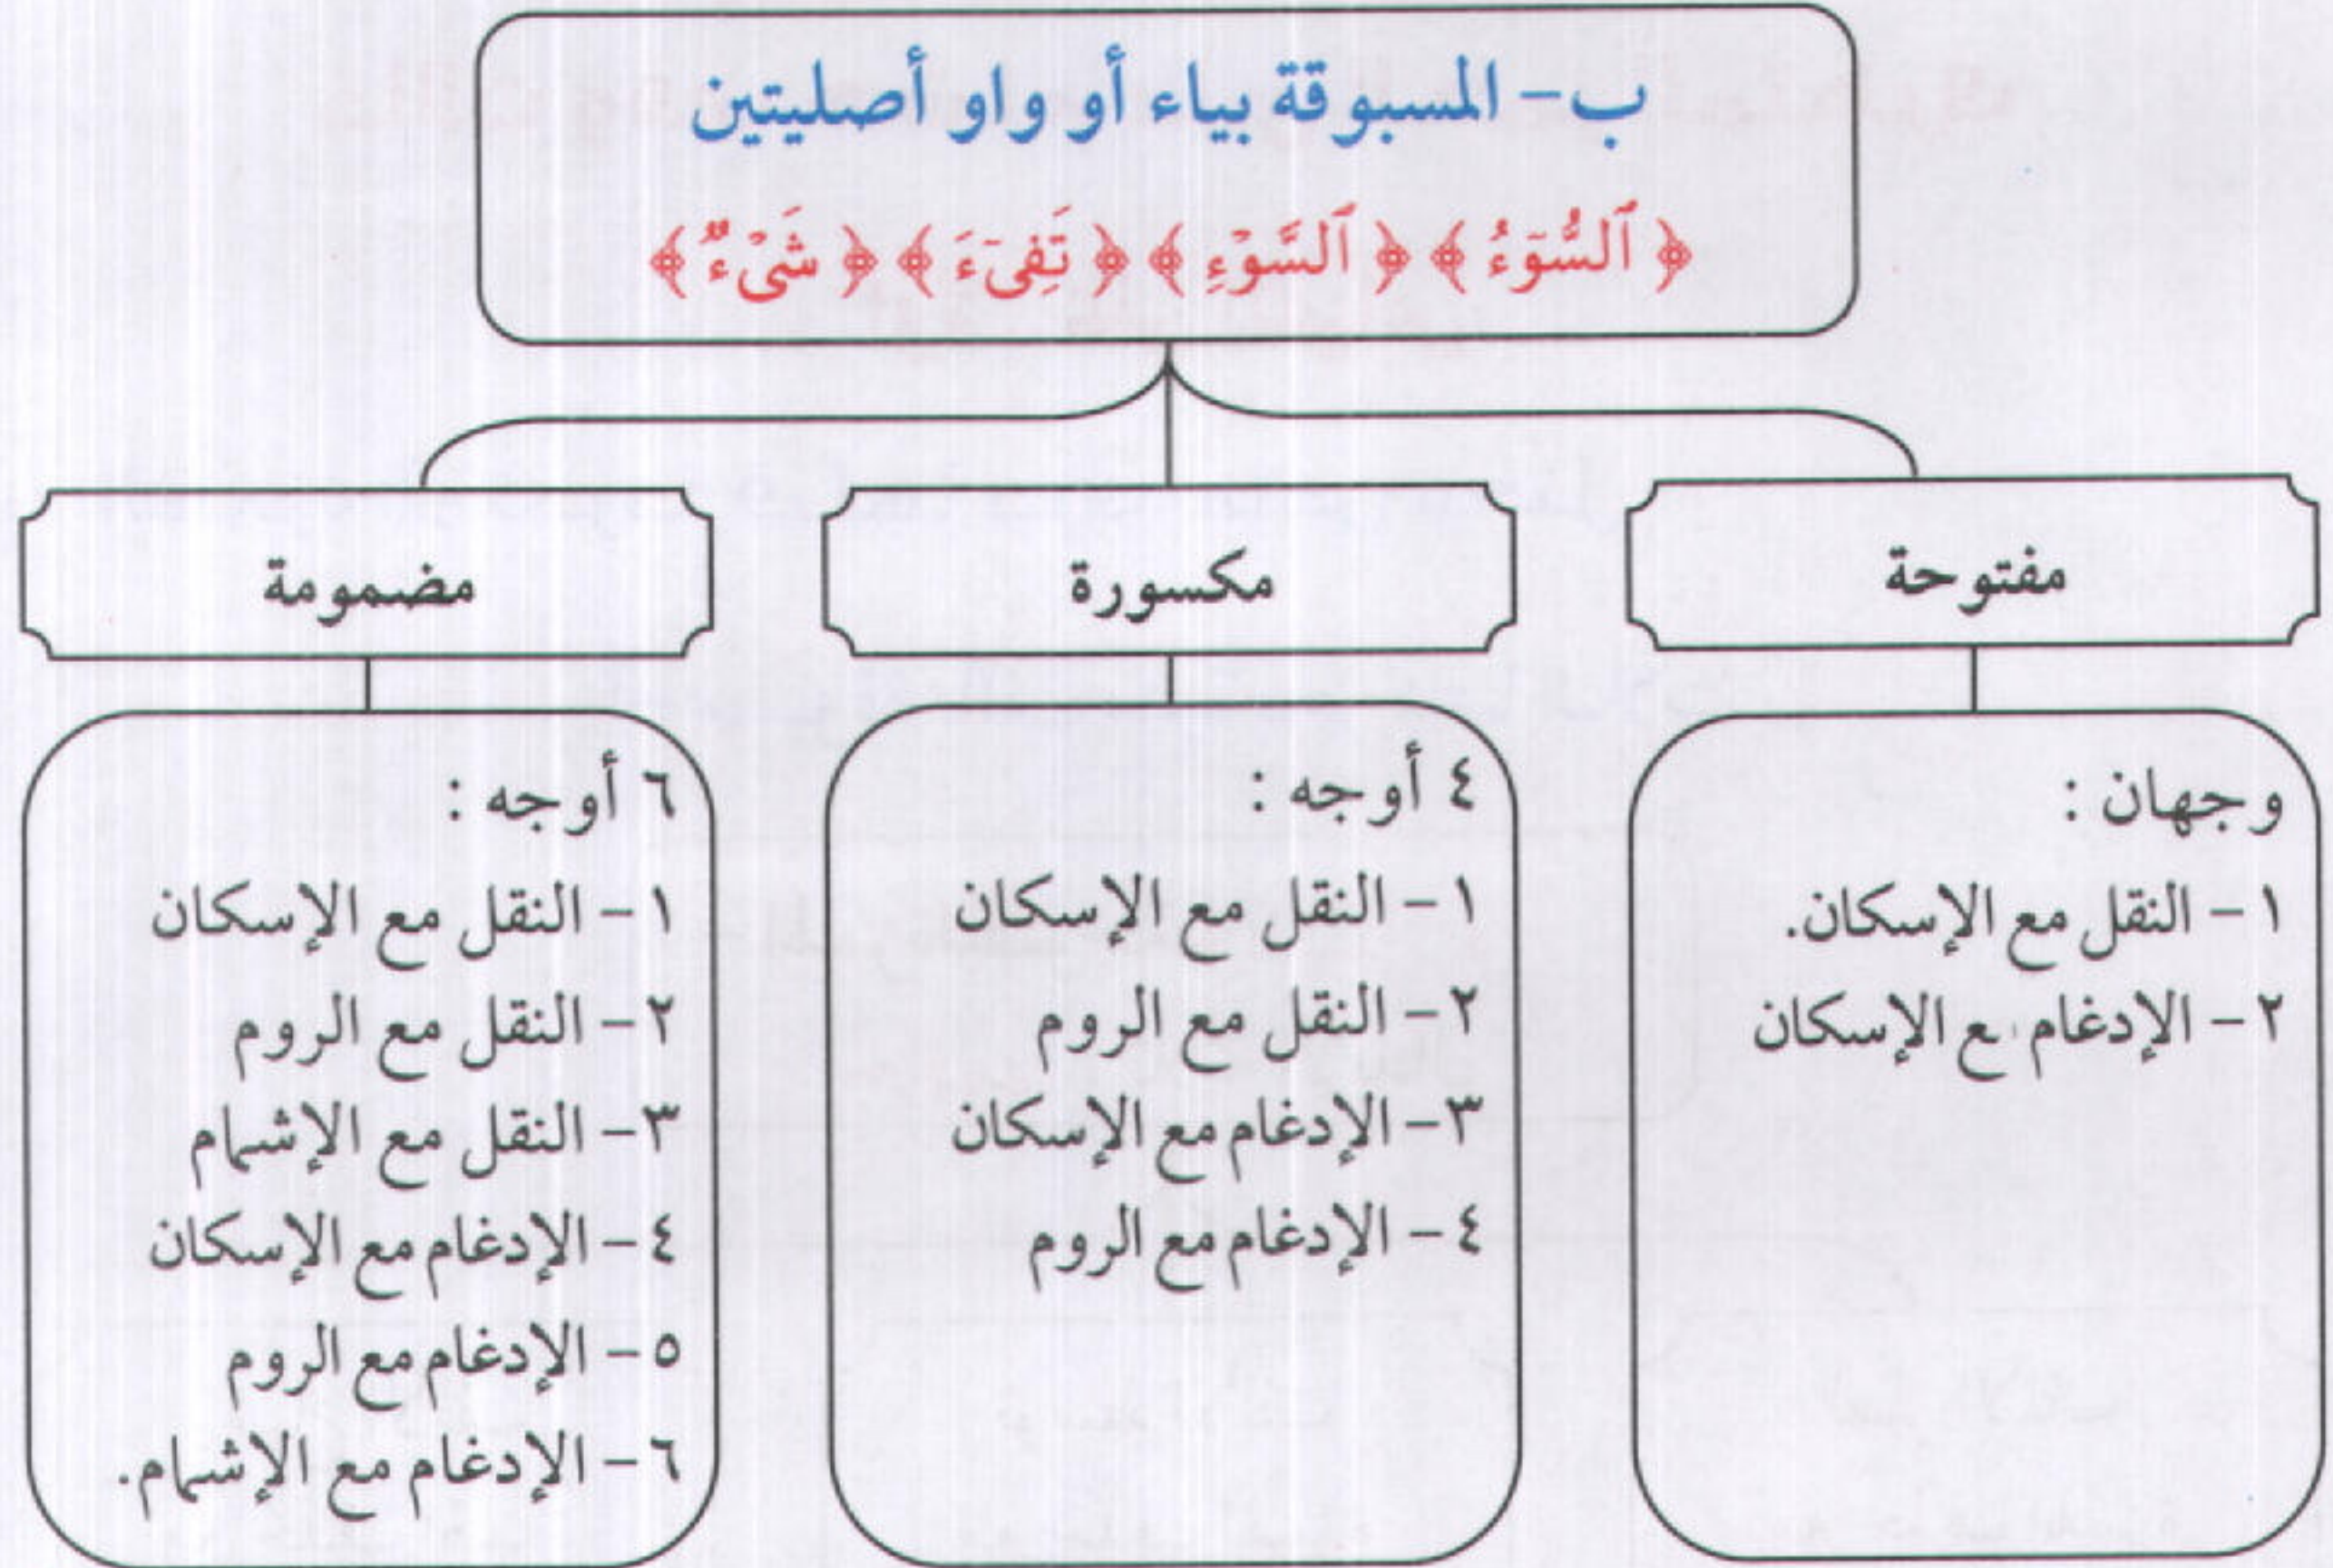 ب- المسبوقة بياء أو واو أصليتين
﴿ ٱلسُّوٓءُ ﴾ ﴿ ٱلسَّوۡءِ ﴾ ﴿ تَفِىٓءَ ﴾ ﴿ شَىۡءٌ ﴾
مفتوحة
وجهان :
١- النقل مع الإسكان.
٢- الإدغام ع الإسكان
مكسورة
٤ أوجه :
١- النقل مع الإسكان
٢- النقل مع الروم
٣- الإدغام مع الإسكان
٤- الإدغام مع الروم
مضمومة
٦ أوجه :
١- النقل مع الإسكان
٢- النقل مع الروم
٣- النقل مع الإشمام
٤- الإدغام مع الإسكان
٥- الإدغام مع الروم
٦- الإدغام مع الإشمام.